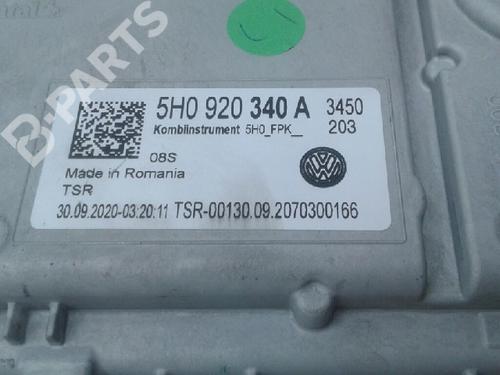 B-PARTS
5H0 920 340 A 3450
Kombiinstrument 5H0_FPK__ 203
08S
Made in Romania
TSR
30.09.2020-03:20:11 TSR-00130.09.2070300166